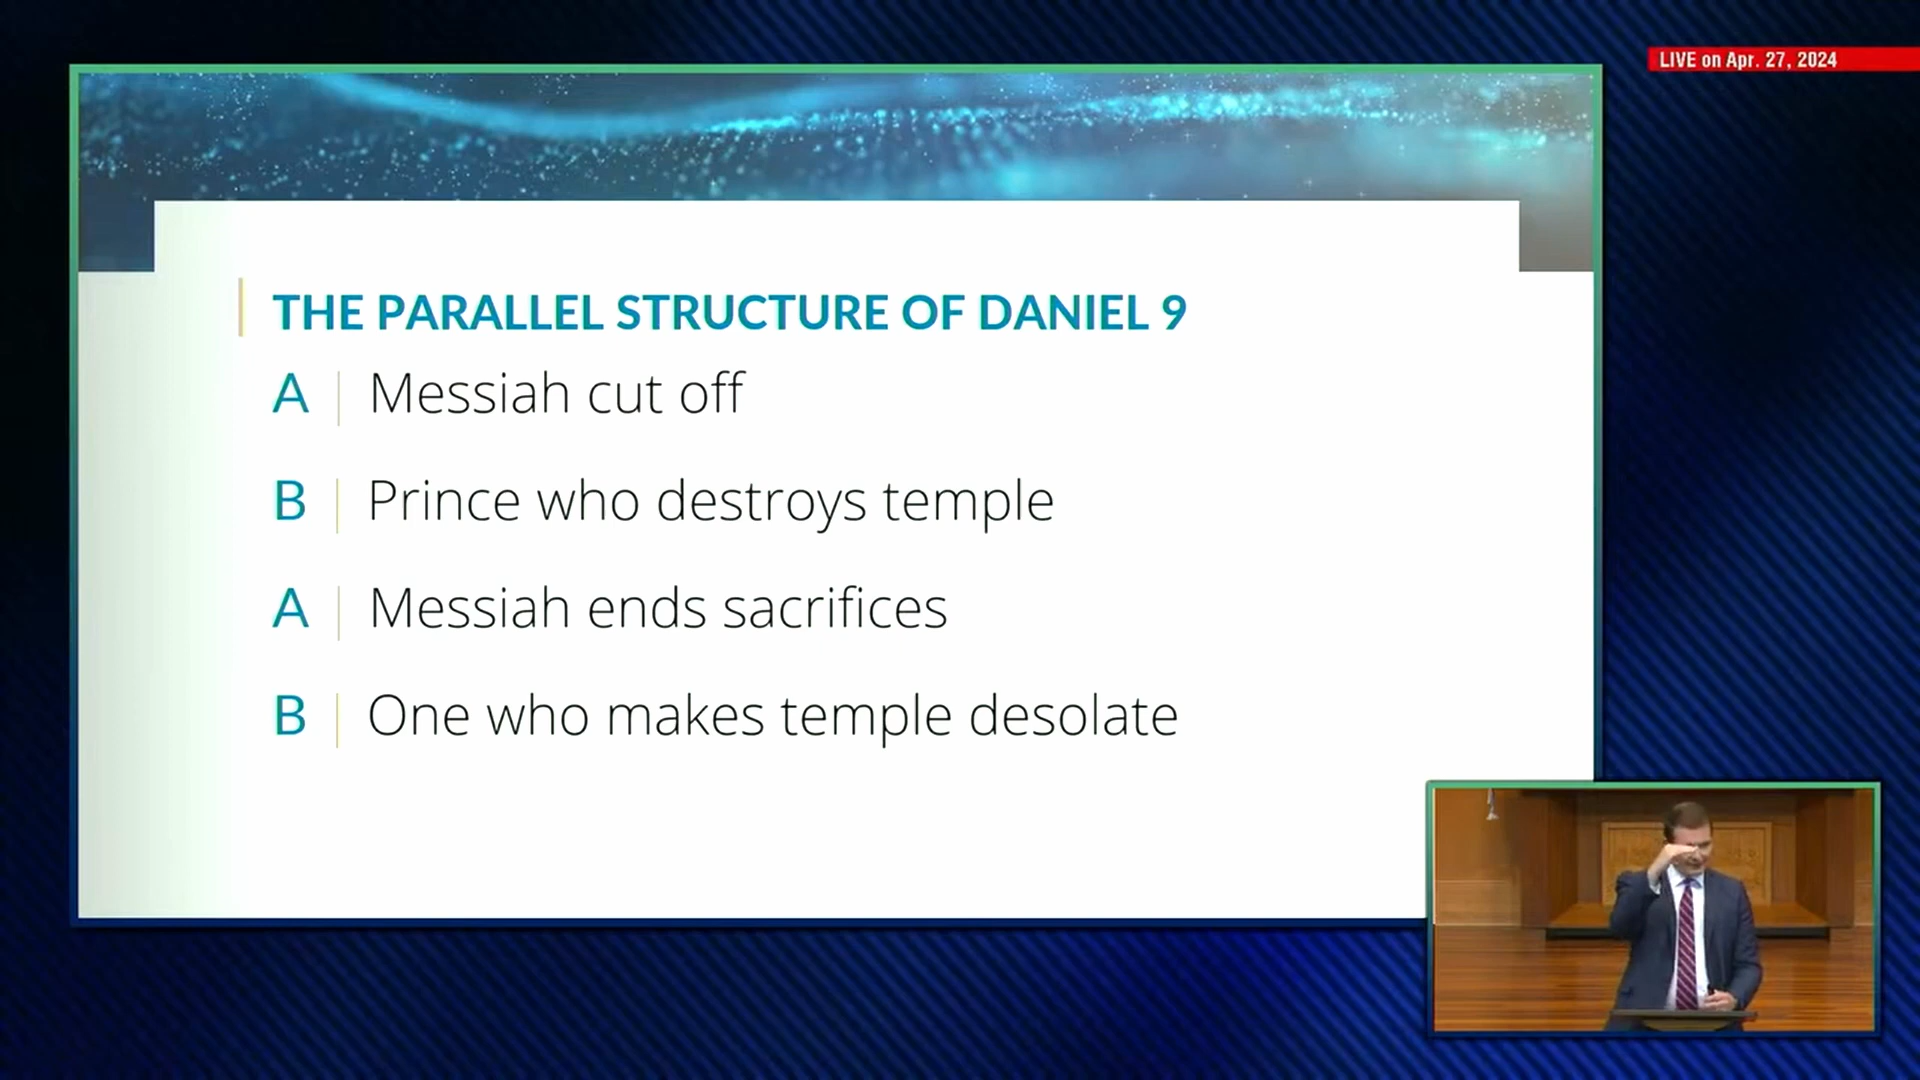 LIVE on Apr. 27, 2024
THE PARALLEL STRUCTURE OF DANIEL 9
A | Messiah cut off
B | Prince who destroys temple
A | Messiah ends sacrifices
B | One who makes temple desolate